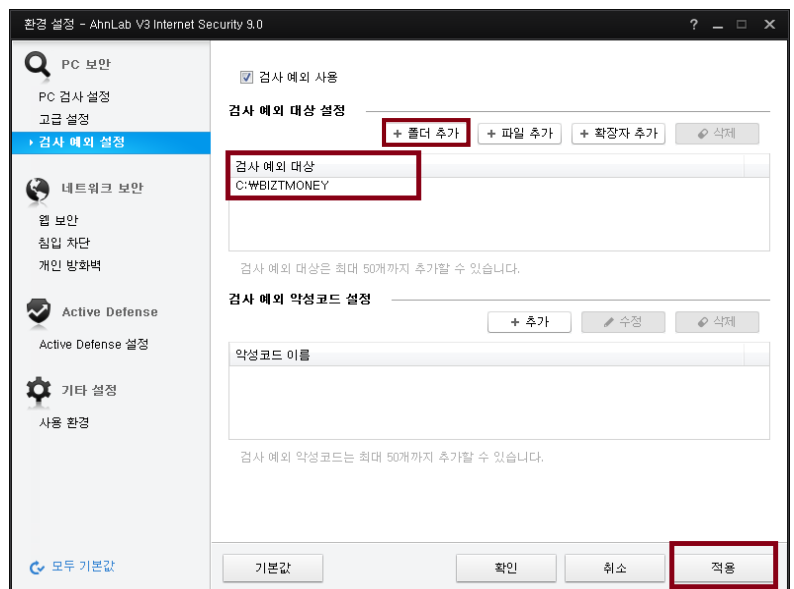 환경 설정 - AhnLab V3 Internet Security 9.0
PC 보안
PC 검사 설정
고급 설정
검사 예외 설정
네트워크 보안
웹 보안
침입 차단
개인 방화벽
Active Defense
Active Defense 설정
기타 설정
사용 환경
모두 기본값
검사 예외 사용
검사 예외 대상 설정
+ 폴더 추가 + 파일 추가 + 확장자 추가 삭제
검사 예외 대상
C:₩BIZTMONEY
검사 예외 대상은 최대 50개까지 추가할 수 있습니다.
검사 예외 악성코드 설정
+ 추가 수정 삭제
악성코드 이름
검사 예외 악성코드는 최대 50개까지 추가할 수 있습니다.
기본값 확인 취소 적용